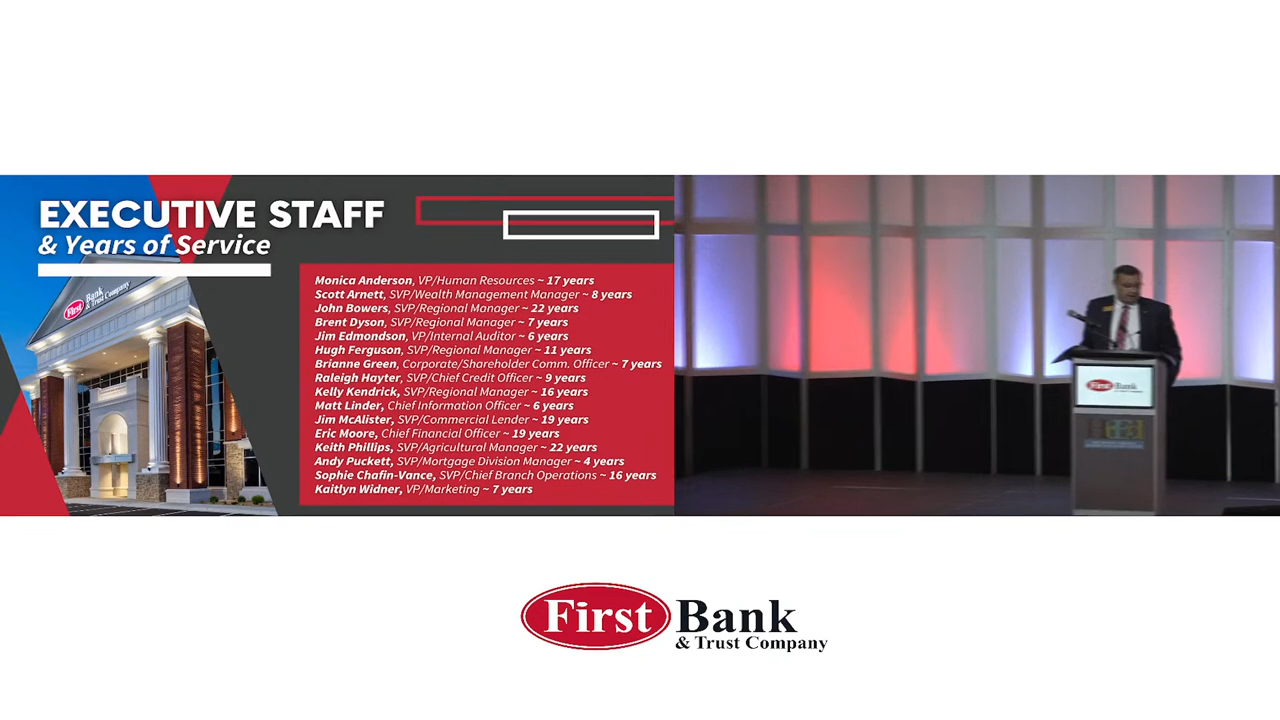 EXECUTIVE STAFF
& Years of Service
First Bank
& Trust Company
Monica Anderson, VP/Human Resources ~ 17 years
Scott Arnett, SVP/Wealth Management Manager ~ 8 years
John Bowers, SVP/Regional Manager ~ 22 years
Brent Dyson, SVP/Regional Manager ~ 7 years
Jim Edmondson, VP/Internal Auditor ~ 6 years
Hugh Ferguson, SVP/Regional Manager ~ 11 years
Brianne Green, Corporate/Shareholder Comm. Officer ~ 7 years
Raleigh Hayter, SVP/Chief Credit Officer ~ 9 years
Kelly Kendrick, SVP/Regional Manager ~ 16 years
Matt Linder, Chief Information Officer ~ 6 years
Jim McAlister, SVP/Commercial Lender ~ 19 years
Eric Moore, Chief Financial Officer ~ 19 years
Keith Phillips, SVP/Agricultural Manager ~ 22 years
Andy Puckett, SVP/Mortgage Division Manager ~ 4 years
Sophie Chafin-Vance, SVP/Chief Branch Operations ~ 16 years
Kaitlyn Widner, VP/Marketing ~ 7 years
First Bank
First Bank
& Trust Company